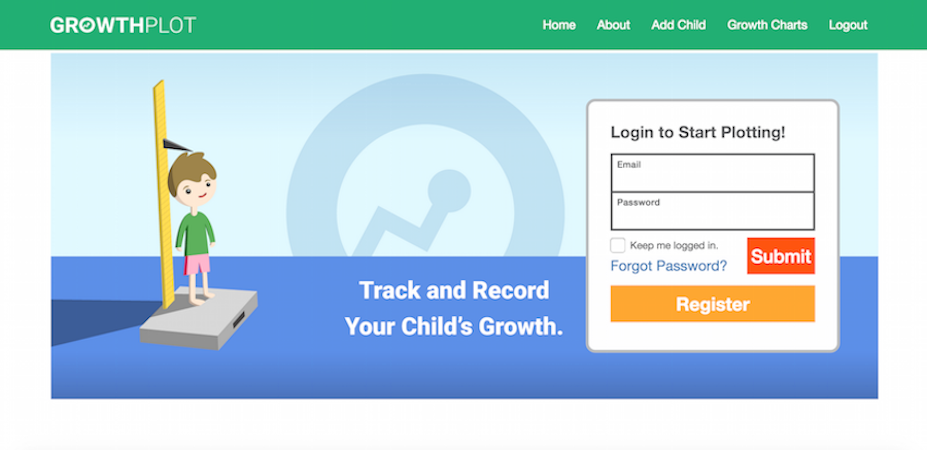 GROWTHPLOT
Home About Add Child Growth Charts Logout
Login to Start Plotting!
Email
Password
Keep me logged in.
Forgot Password?
Submit
Register
Track and Record
Your Child's Growth.